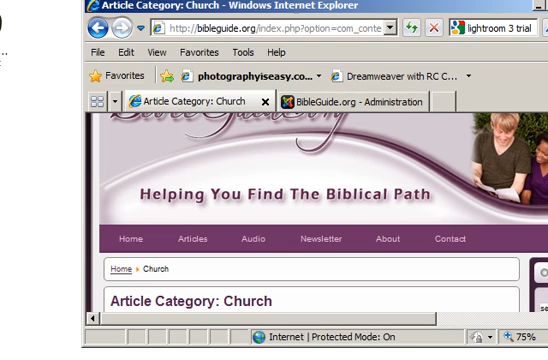 Article Category: Church - Windows Internet Explorer
http://bibleguide.org/index.php?option=com_conte
lightroom 3 trial
File Edit View Favorites Tools Help
Favorites photographyiseasy.co... Dreamweaver with RC C...
Article Category: Church X BibleGuide.org - Administration
Helping You Find The Biblical Path
Home Articles Audio Newsletter About Contact
Home Church
Article Category: Church
Internet | Protected Mode: On 75%